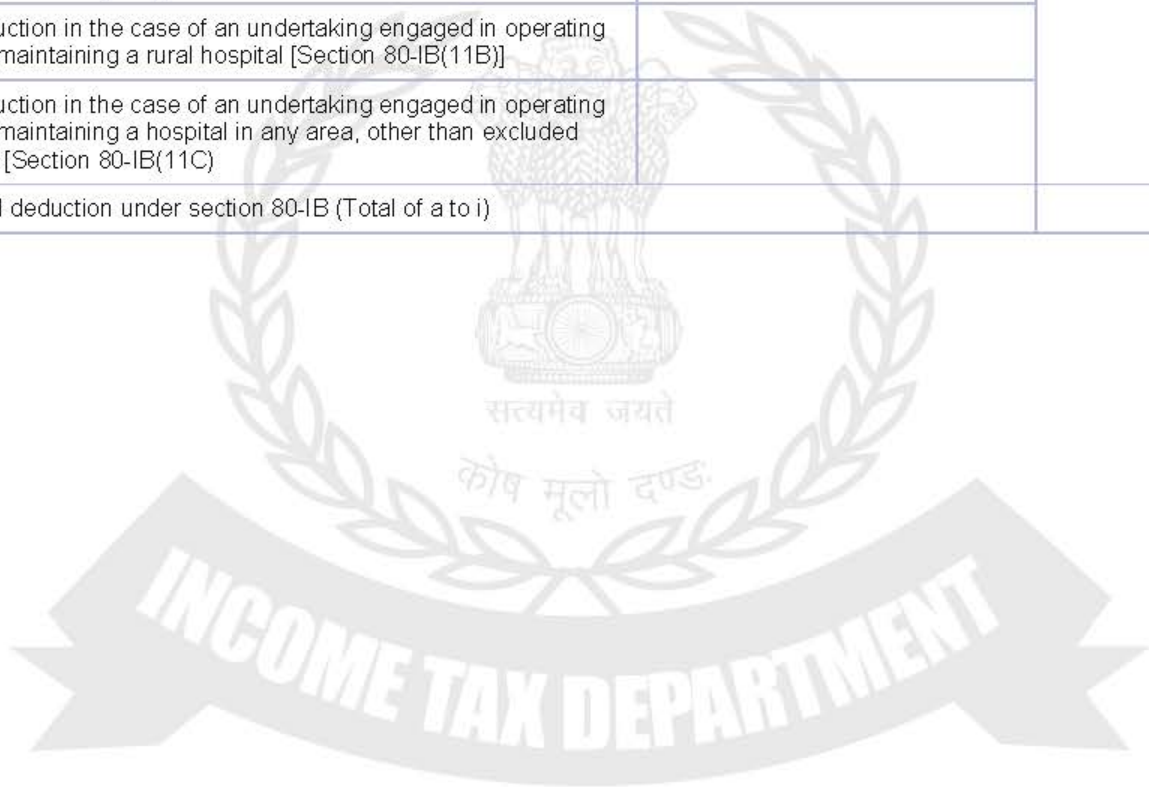 uction in the case of an undertaking engaged in operating
maintaining a rural hospital [Section 80-IB(11B)]
uction in the case of an undertaking engaged in operating
maintaining a hospital in any area, other than excluded
[Section 80-IB(11C)
l deduction under section 80-IB (Total of a to i)
सत्यमेव जयते
कोष मूलो दण्डः
INCOME TAX DEPARTMENT